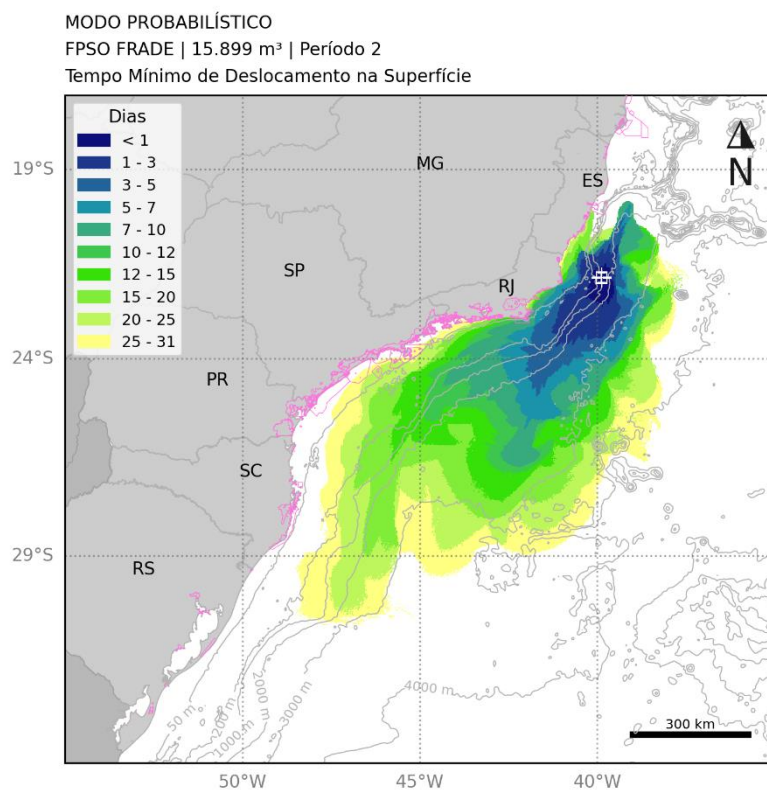 MODO PROBABILÍSTICO
FPSO FRADE | 15.899 m³ | Período 2
Tempo Mínimo de Deslocamento na Superfície
Dias
< 1
1 - 3
3 - 5
5 - 7
7 - 10
10 - 12
12 - 15
15 - 20
20 - 25
25 - 31
N
MG
ES
SP
RJ
PR
SC
RS
19°S
24°S
29°S
50 m
200 m
1000 m
2000 m
3000 m
4000 m
300 km
50°W
45°W
40°W